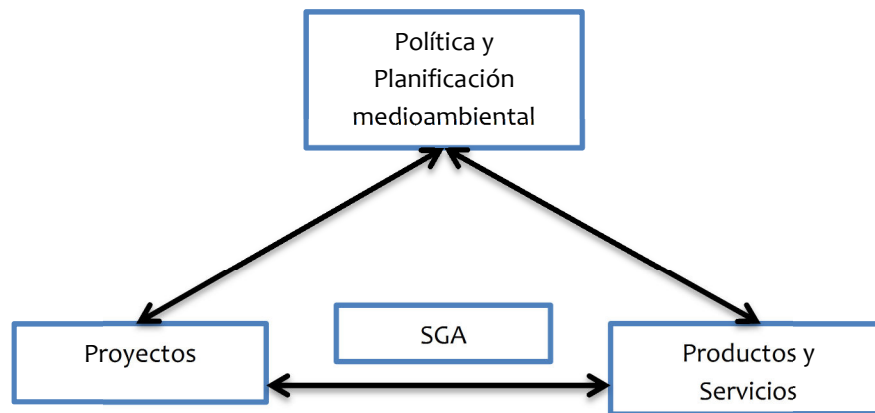 Política y
Planificación
medioambiental
Proyectos
SGA
Productos y
Servicios